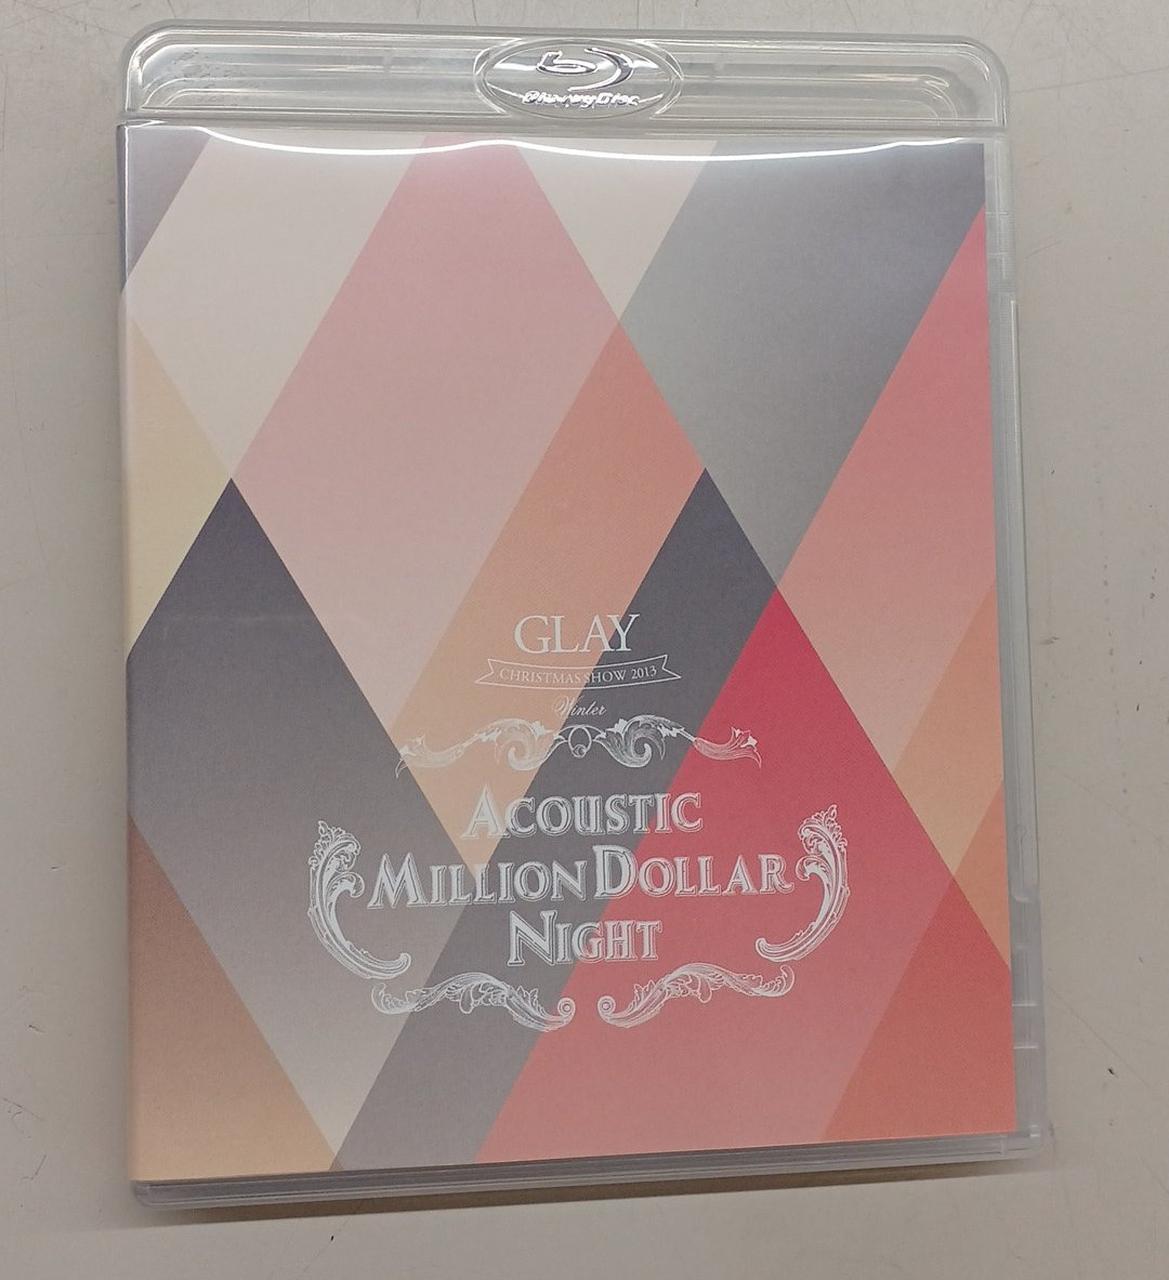 Blu-ray Disc
GLAY
CHRISTMAS SHOW 2013
Winter
ACOUSTIC
MILLION DOLLAR
NIGHT